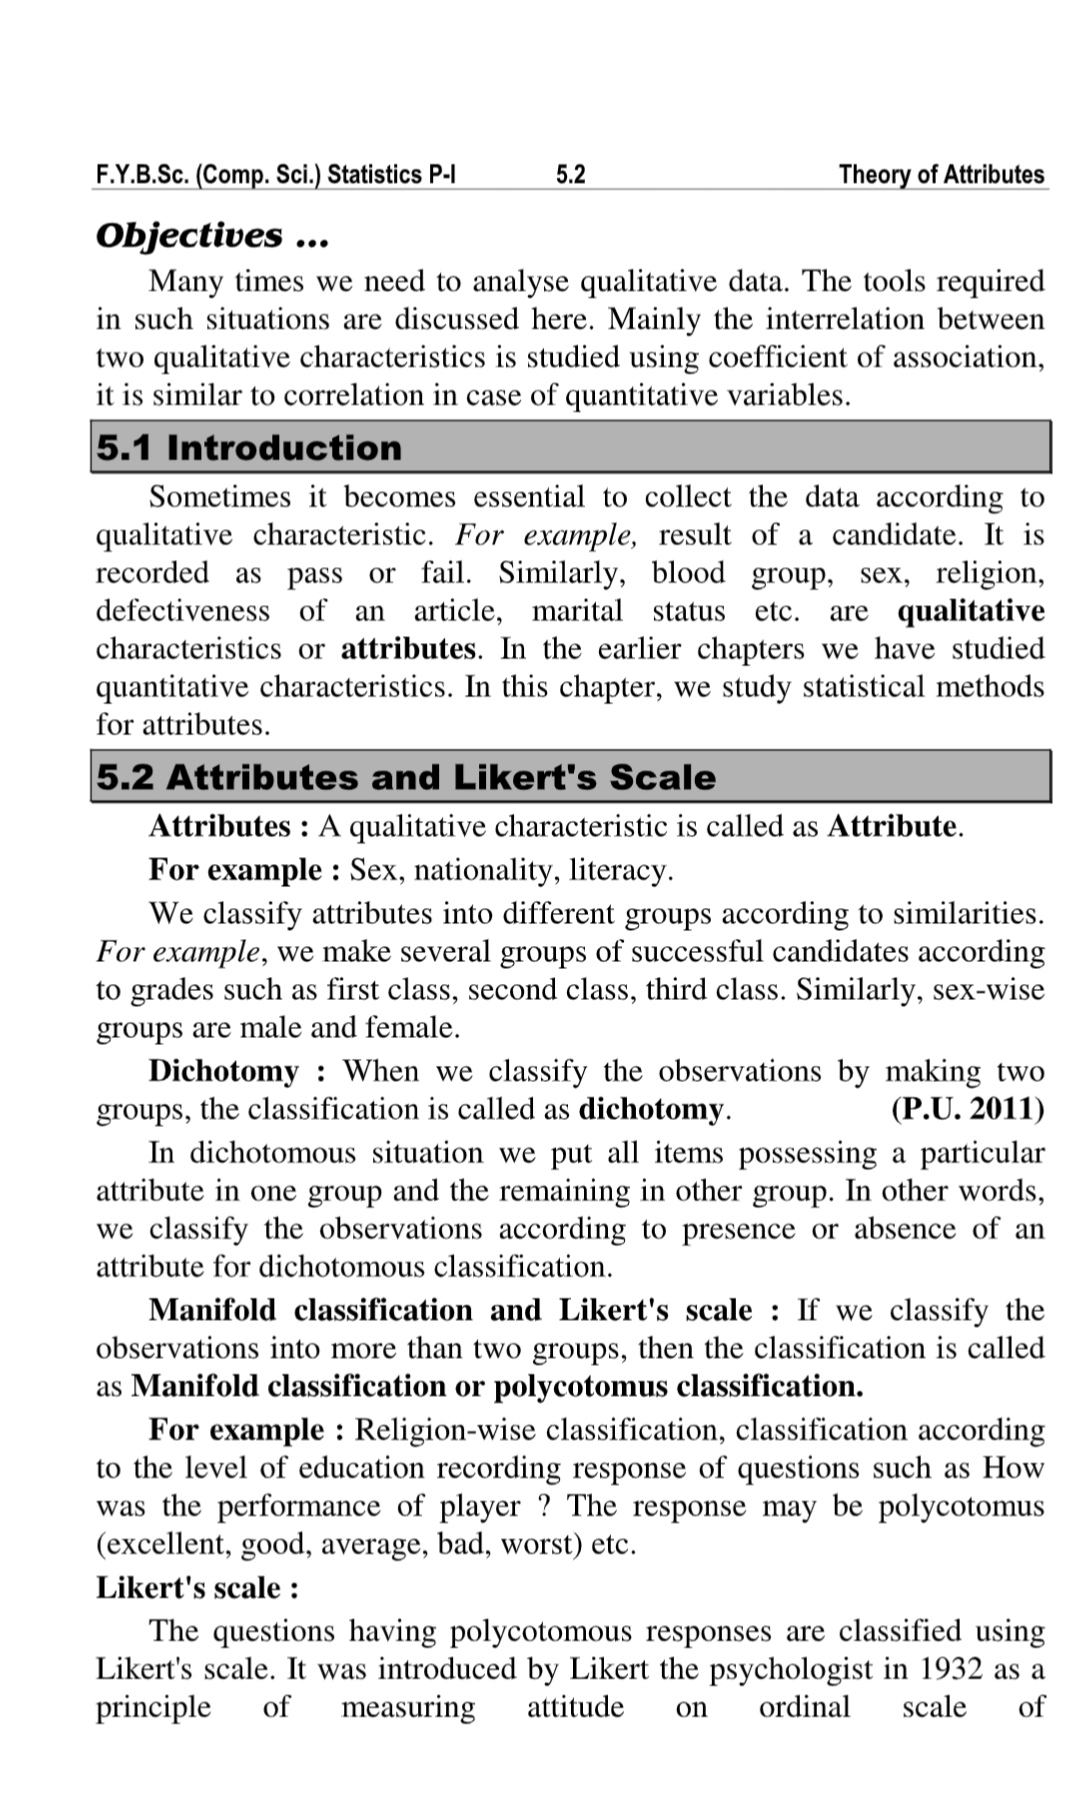 F.Y.B.Sc. (Comp. Sci.) Statistics P-I 5.2 Theory of Attributes
Objectives ...
Many times we need to analyse qualitative data. The tools required
in such situations are discussed here. Mainly the interrelation between
two qualitative characteristics is studied using coefficient of association,
it is similar to correlation in case of quantitative variables.
5.1 Introduction
Sometimes it becomes essential to collect the data according to
qualitative characteristic. For example, result of a candidate. It is
recorded as pass or fail. Similarly, blood group, sex, religion,
defectiveness of an article, marital status etc. are qualitative
characteristics or attributes. In the earlier chapters we have studied
quantitative characteristics. In this chapter, we study statistical methods
for attributes.
5.2 Attributes and Likert's Scale
Attributes : A qualitative characteristic is called as Attribute.
For example : Sex, nationality, literacy.
We classify attributes into different groups according to similarities.
For example, we make several groups of successful candidates according
to grades such as first class, second class, third class. Similarly, sex-wise
groups are male and female.
Dichotomy : When we classify the observations by making two
groups, the classification is called as dichotomy. (P.U. 2011)
In dichotomous situation we put all items possessing a particular
attribute in one group and the remaining in other group. In other words,
we classify the observations according to presence or absence of an
attribute for dichotomous classification.
Manifold classification and Likert's scale : If we classify the
observations into more than two groups, then the classification is called
as Manifold classification or polycotomus classification.
For example : Religion-wise classification, classification according
to the level of education recording response of questions such as How
was the performance of player ? The response may be polycotomus
(excellent, good, average, bad, worst) etc.
Likert's scale :
The questions having polycotomous responses are classified using
Likert's scale. It was introduced by Likert the psychologist in 1932 as a
principle of measuring attitude on ordinal scale of